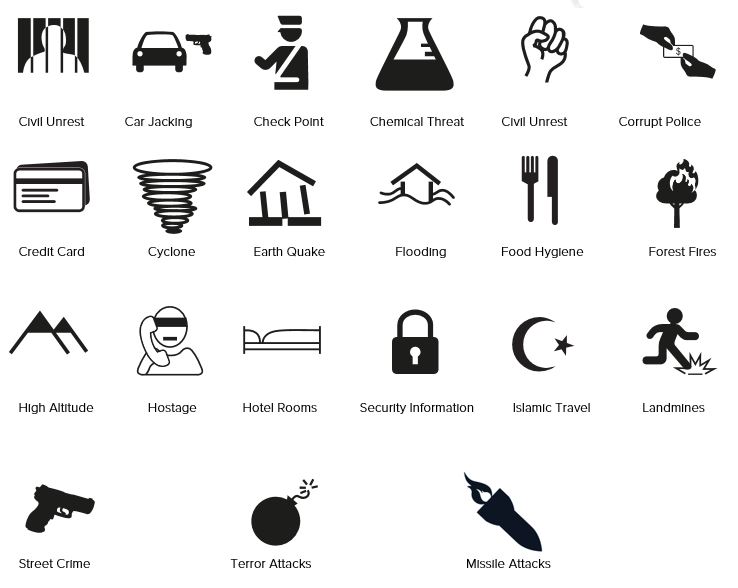 Civil Unrest
Car Jacking
Check Point
Chemical Threat
Civil Unrest
Corrupt Police
$
Credit Card
Cyclone
Earth Quake
Flooding
Food Hygiene
Forest Fires
High Altitude
Hostage
Hotel Rooms
Security Information
Islamic Travel
Landmines
Street Crime
Terror Attacks
Missile Attacks